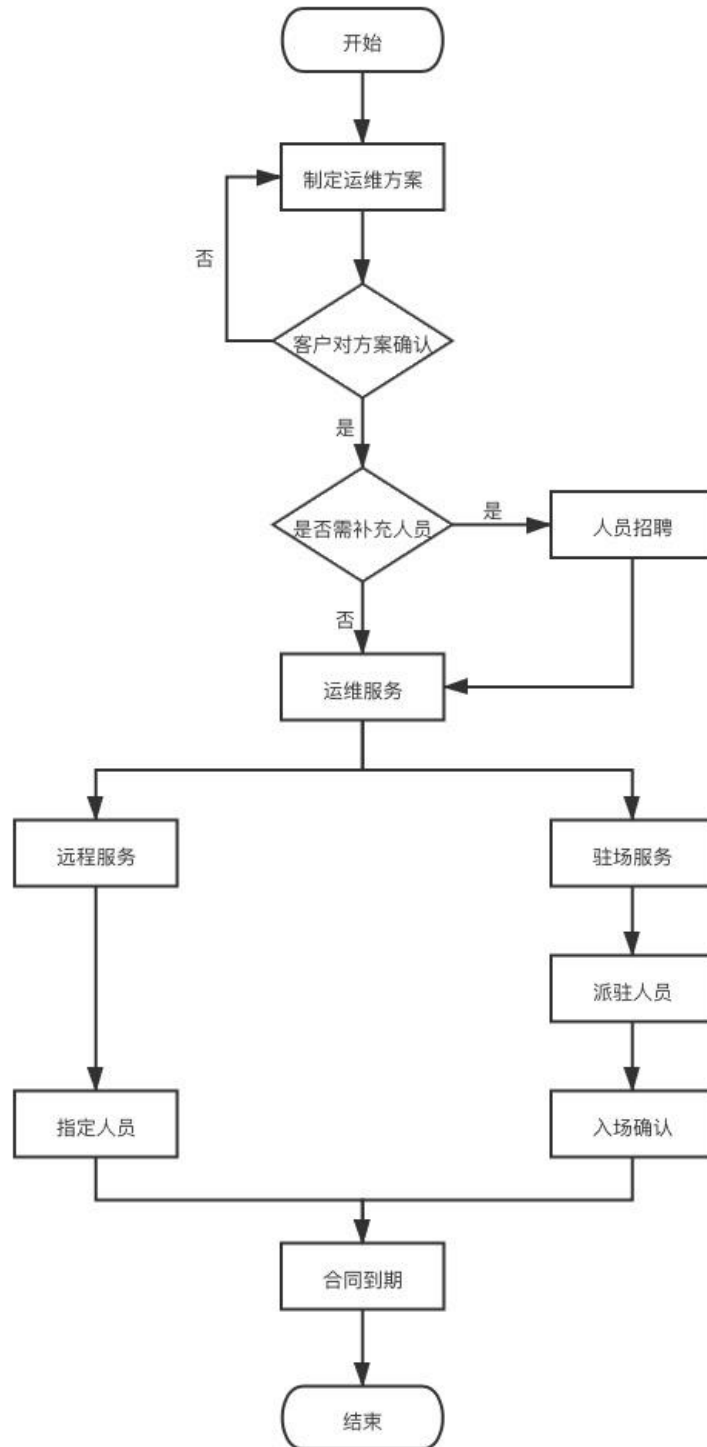 开始
制定运维方案
否
客户对方案确认
是
是否需补充人员
是
人员招聘
否
运维服务
远程服务
驻场服务
派驻人员
指定人员
入场确认
合同到期
结束